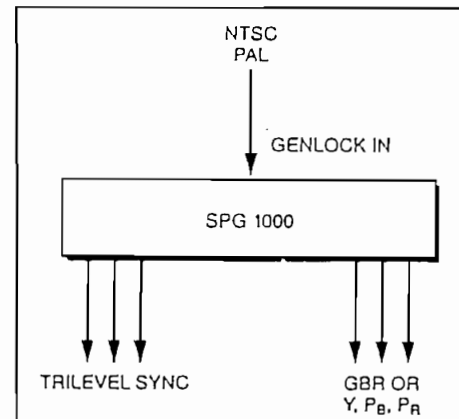 NTSC
PAL
GENLOCK IN
SPG 1000
TRILEVEL SYNC
GBR OR
Y, PB, PR